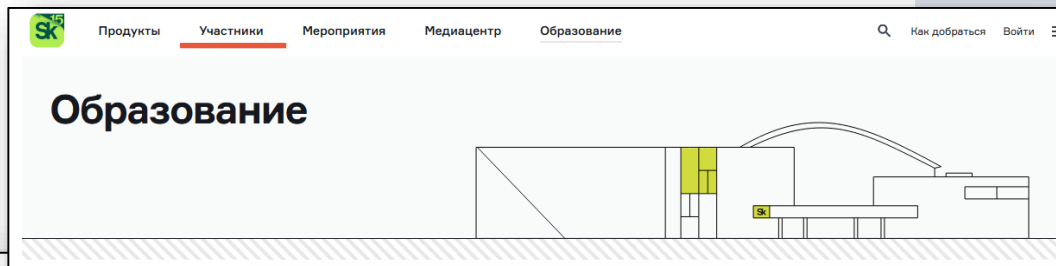 Sk 15
Продукты Участники Мероприятия Медиацентр Образование Как добраться Войти
Образование
Sk